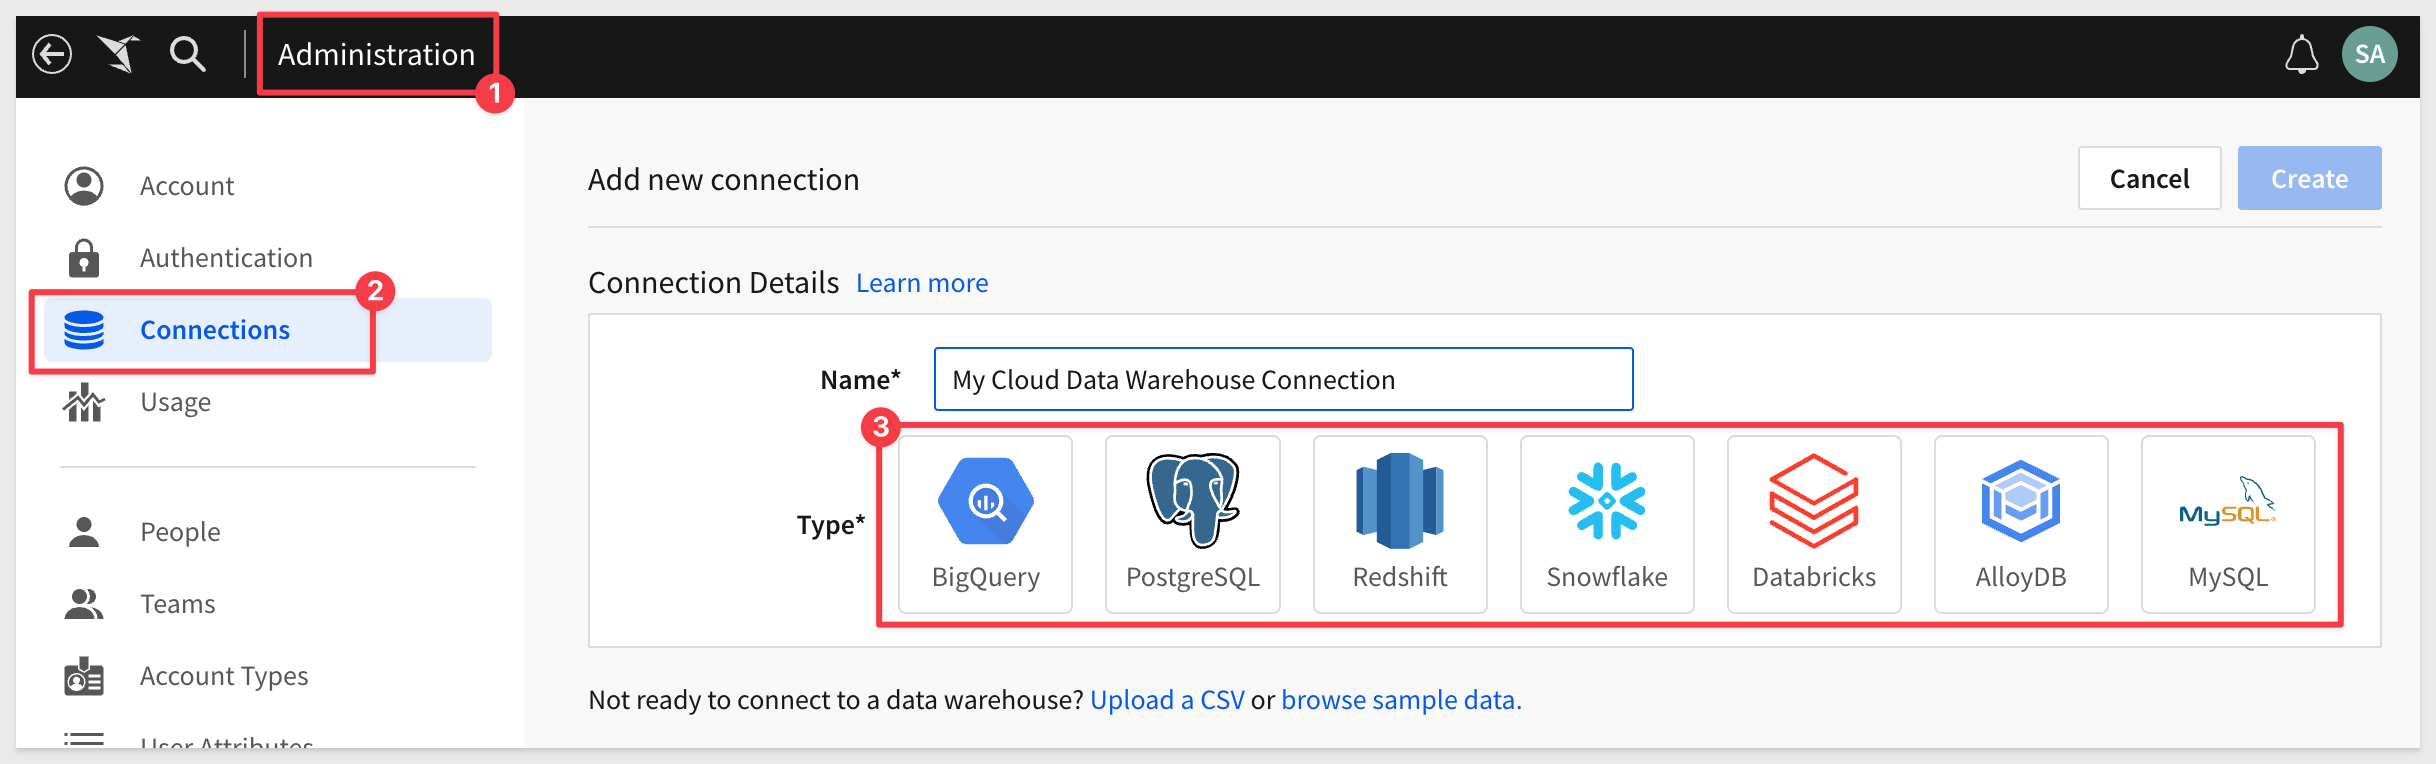 Administration
1
SA
Account
Authentication
2
Connections
Usage
People
Teams
Account Types
User Attributes
Add new connection
Cancel
Create
Connection Details Learn more
Name* My Cloud Data Warehouse Connection
3
Type*
MySQL
BigQuery PostgreSQL Redshift Snowflake Databricks AlloyDB MySQL
Not ready to connect to a data warehouse? Upload a CSV or browse sample data.